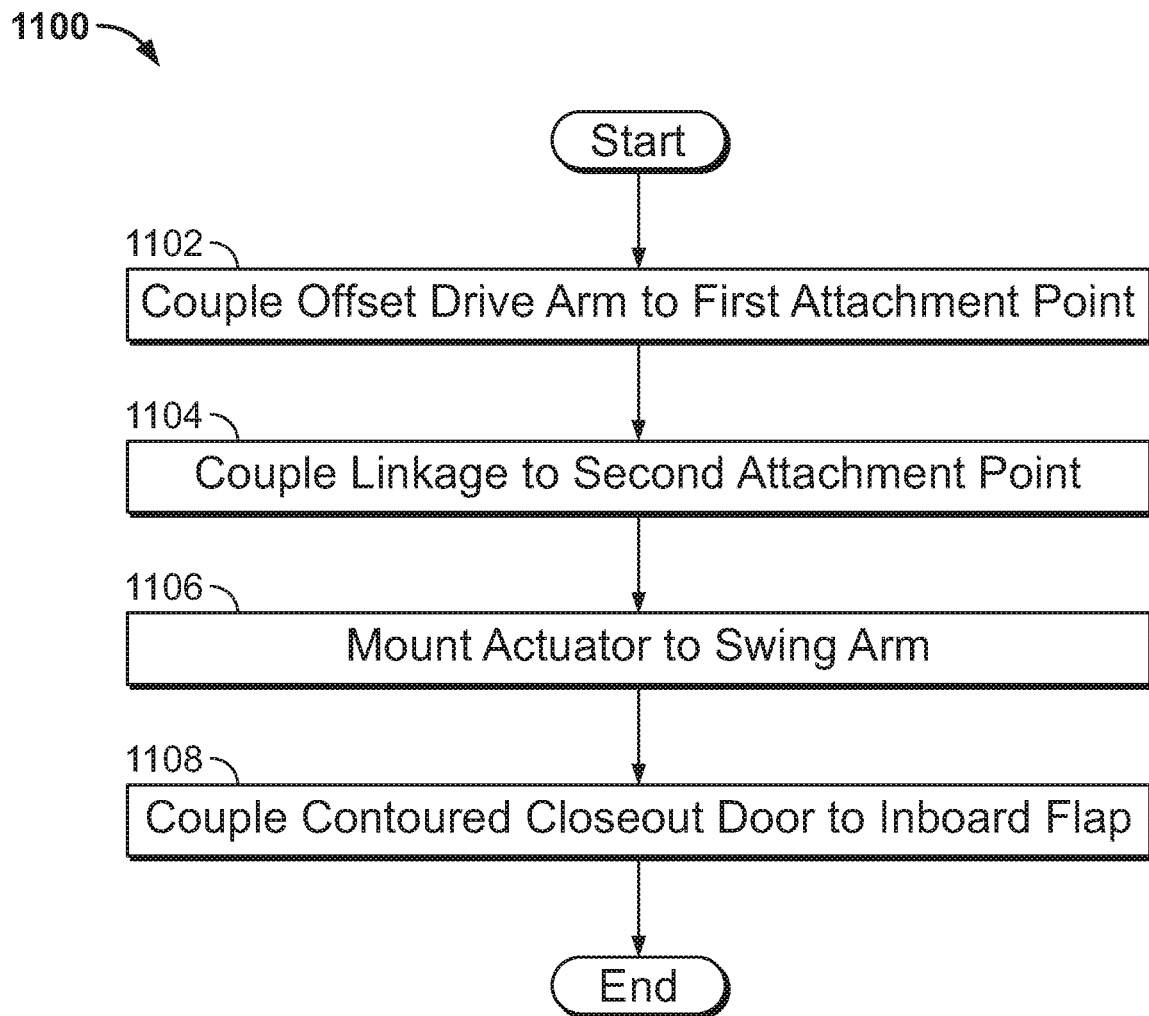 1100
Start
1102
Couple Offset Drive Arm to First Attachment Point
1104
Couple Linkage to Second Attachment Point
1106
Mount Actuator to Swing Arm
1108
Couple Contoured Closeout Door to Inboard Flap
End